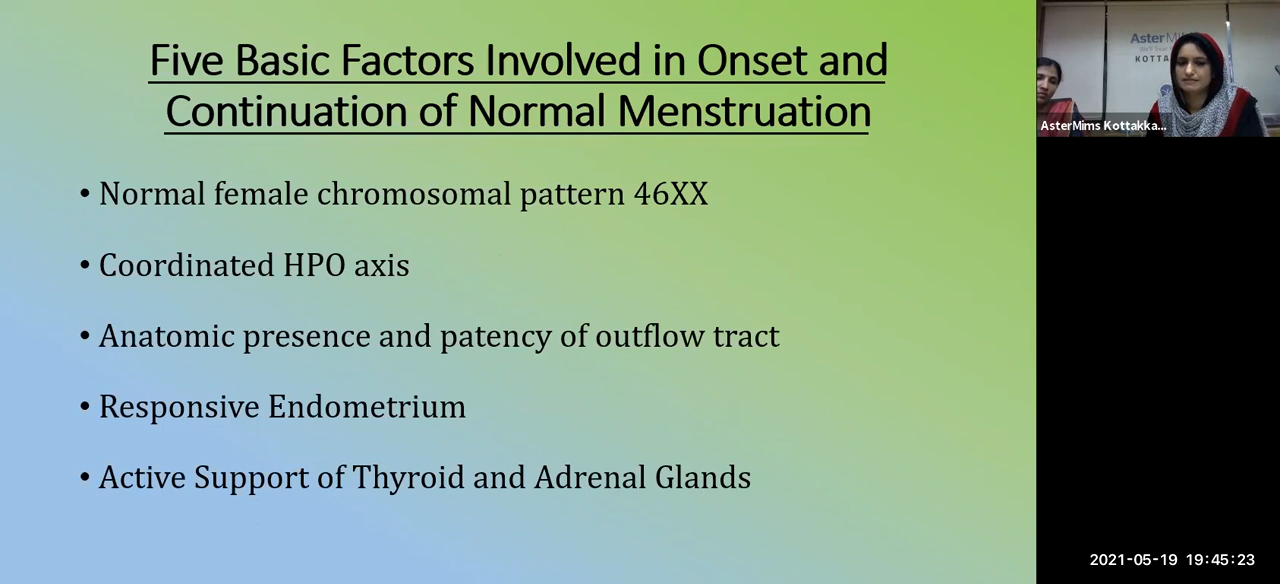 Five Basic Factors Involved in Onset and
Continuation of Normal Menstruation
• Normal female chromosomal pattern 46XX
• Coordinated HPO axis
• Anatomic presence and patency of outflow tract
• Responsive Endometrium
• Active Support of Thyroid and Adrenal Glands
Aster
KOTTA
AsterMims Kottakka...
2021-05-19 19:45:23